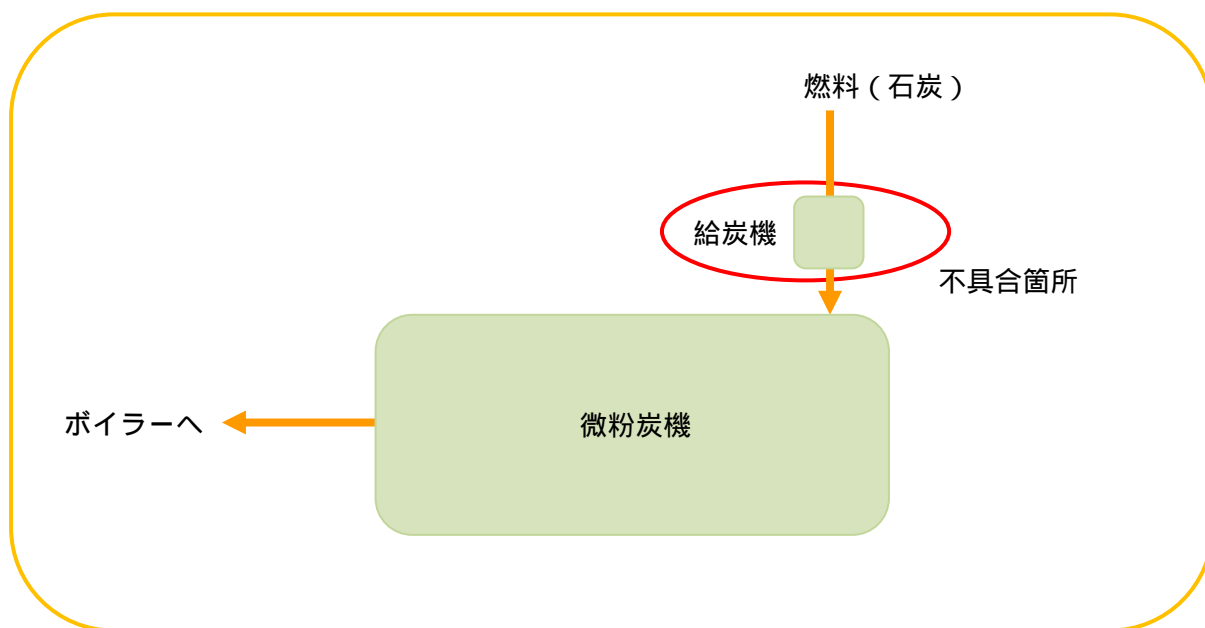 燃料（石炭）
給炭機
不具合箇所
微粉炭機
ボイラーへ